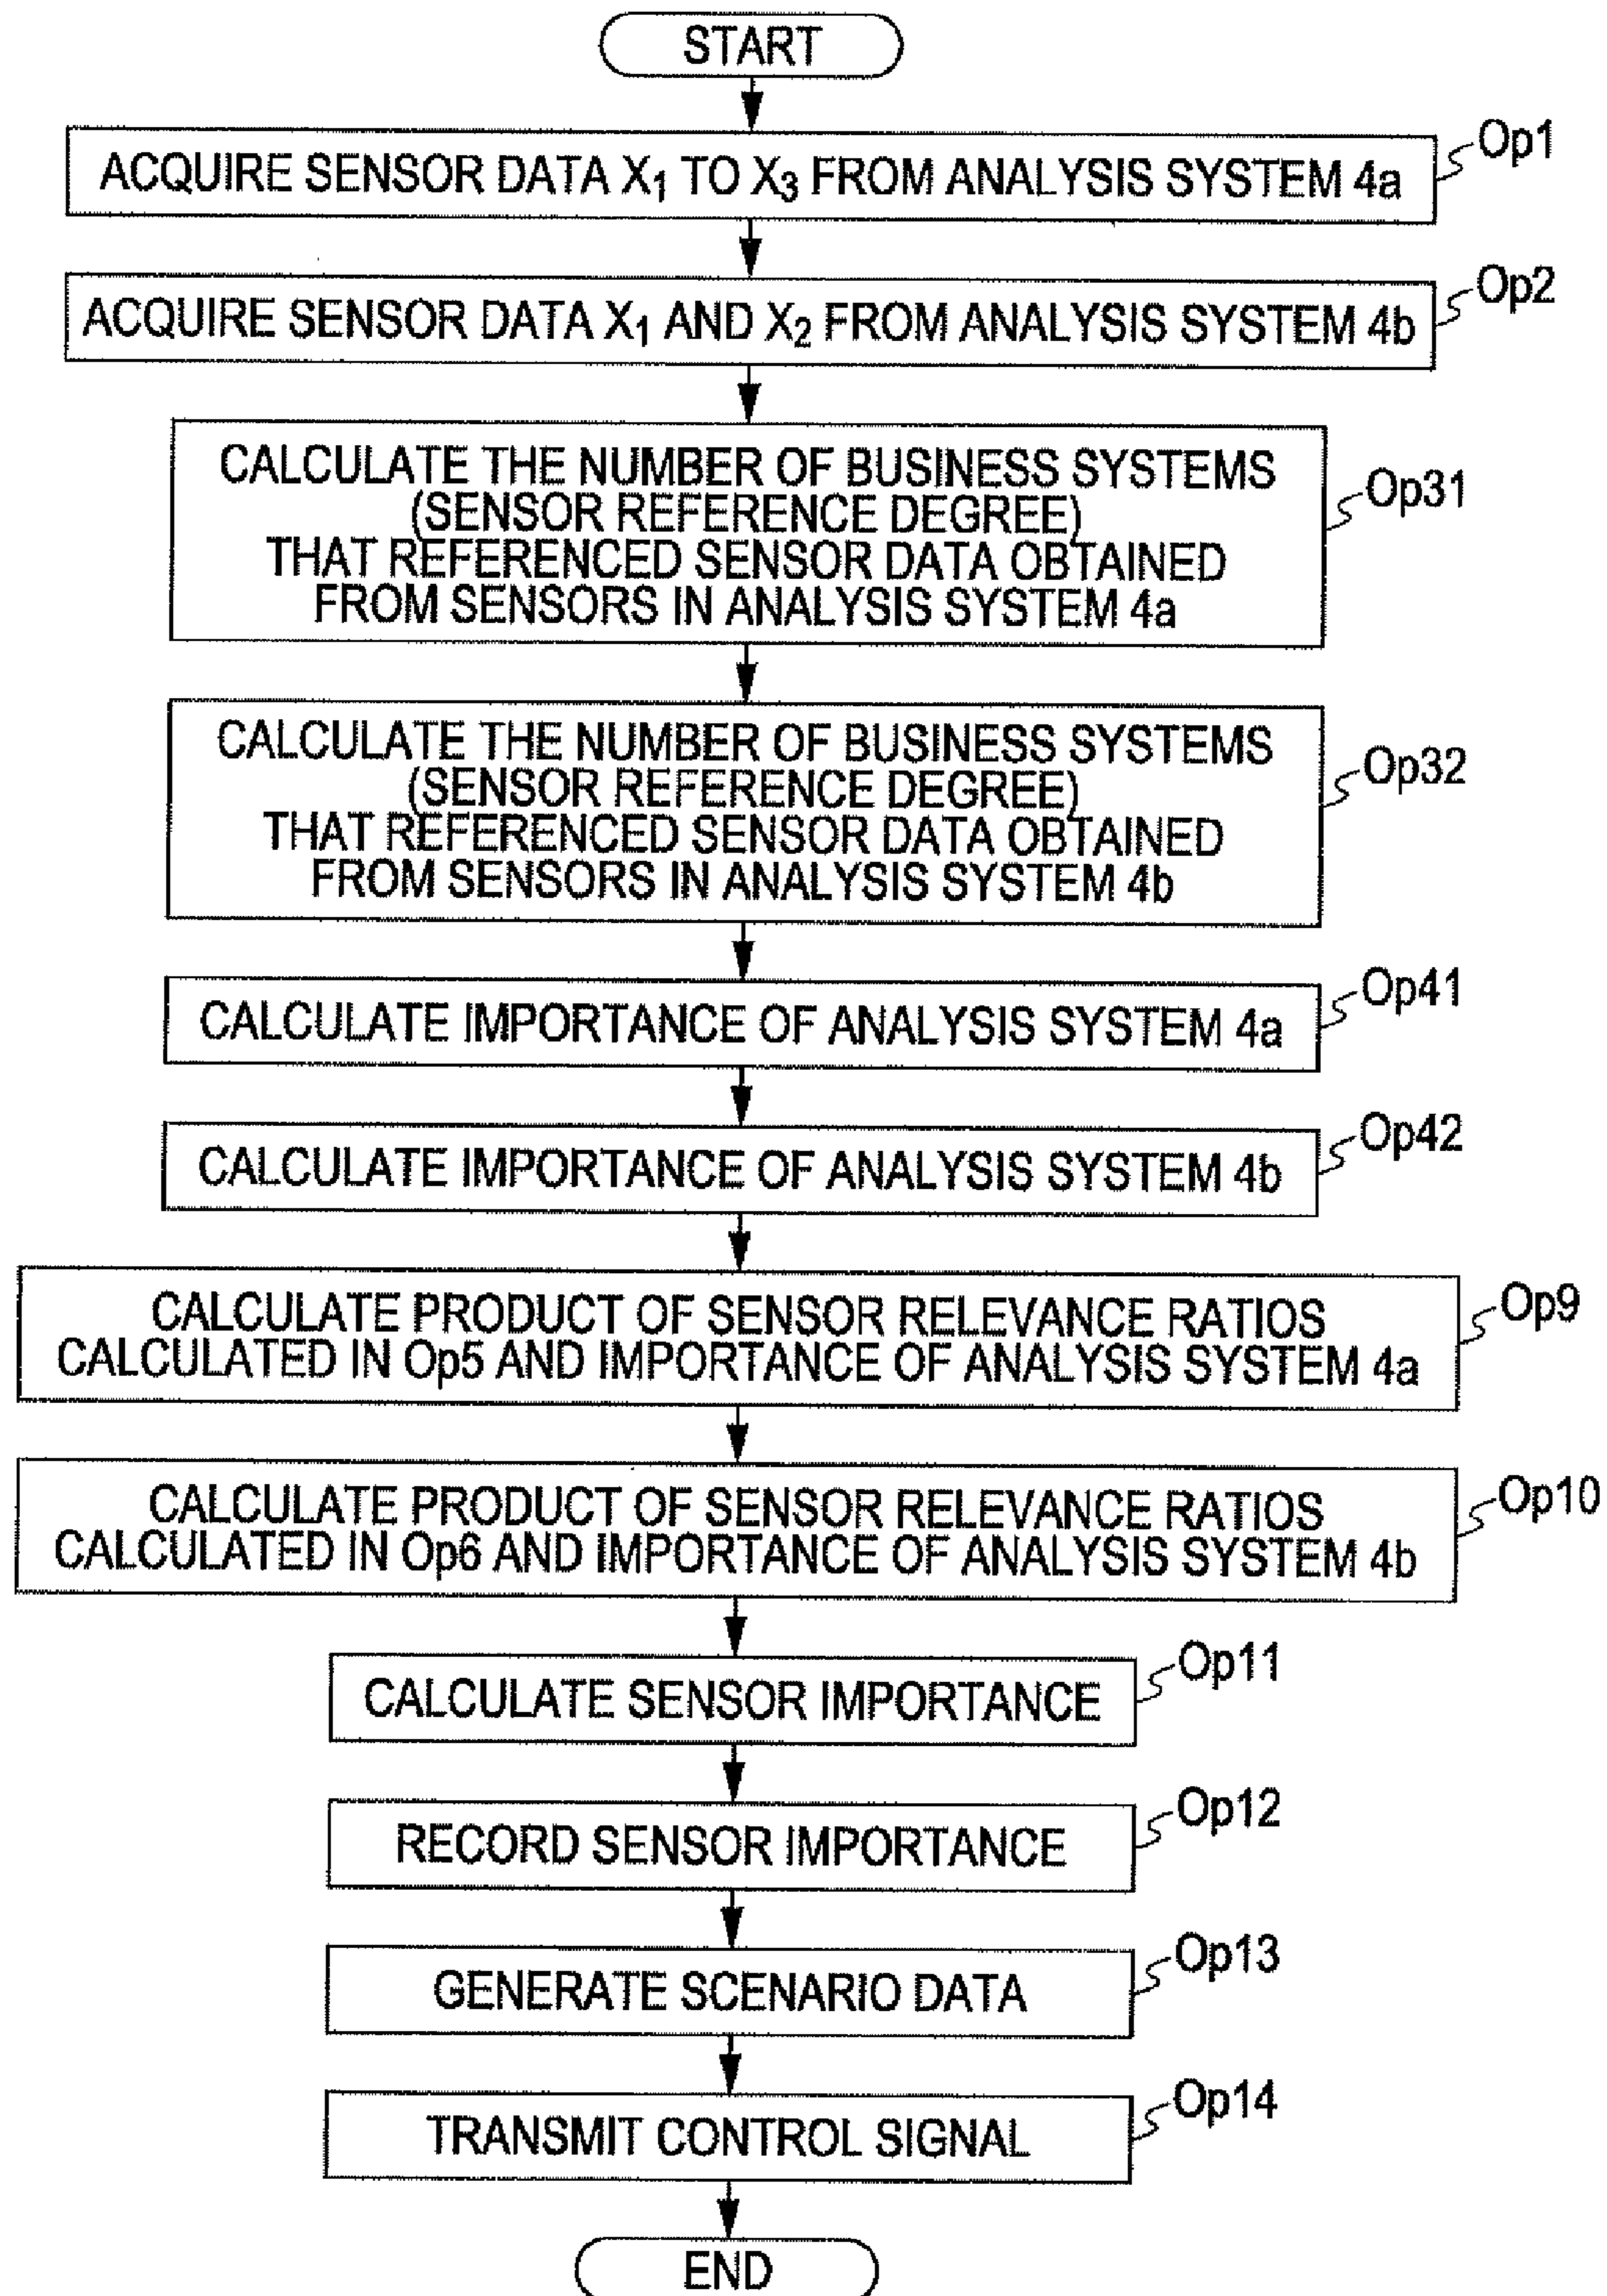 START
ACQUIRE SENSOR DATA X₁ TO X₃ FROM ANALYSIS SYSTEM 4a
Op1
ACQUIRE SENSOR DATA X₁ AND X₂ FROM ANALYSIS SYSTEM 4b
Op2
CALCULATE THE NUMBER OF BUSINESS SYSTEMS
(SENSOR REFERENCE DEGREE)
THAT REFERENCED SENSOR DATA OBTAINED
FROM SENSORS IN ANALYSIS SYSTEM 4a
Op31
CALCULATE THE NUMBER OF BUSINESS SYSTEMS
(SENSOR REFERENCE DEGREE)
THAT REFERENCED SENSOR DATA OBTAINED
FROM SENSORS IN ANALYSIS SYSTEM 4b
Op32
CALCULATE IMPORTANCE OF ANALYSIS SYSTEM 4a
Op41
CALCULATE IMPORTANCE OF ANALYSIS SYSTEM 4b
Op42
CALCULATE PRODUCT OF SENSOR RELEVANCE RATIOS
CALCULATED IN Op5 AND IMPORTANCE OF ANALYSIS SYSTEM 4a
Op9
CALCULATE PRODUCT OF SENSOR RELEVANCE RATIOS
CALCULATED IN Op6 AND IMPORTANCE OF ANALYSIS SYSTEM 4b
Op10
CALCULATE SENSOR IMPORTANCE
Op11
RECORD SENSOR IMPORTANCE
Op12
GENERATE SCENARIO DATA
Op13
TRANSMIT CONTROL SIGNAL
Op14
END